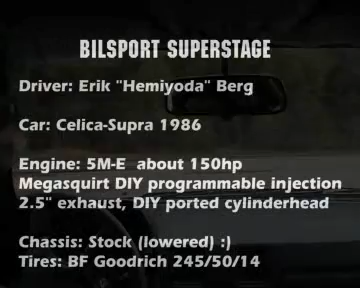 BILSPORT SUPERSTAGE
Driver: Erik "Hemiyoda" Berg
Car: Celica-Supra 1986
Engine: 5M-E about 150hp
Megasquirt DIY programmable injection
2.5" exhaust, DIY ported cylinderhead
Chassis: Stock (lowered) :)
Tires: BF Goodrich 245/50/14